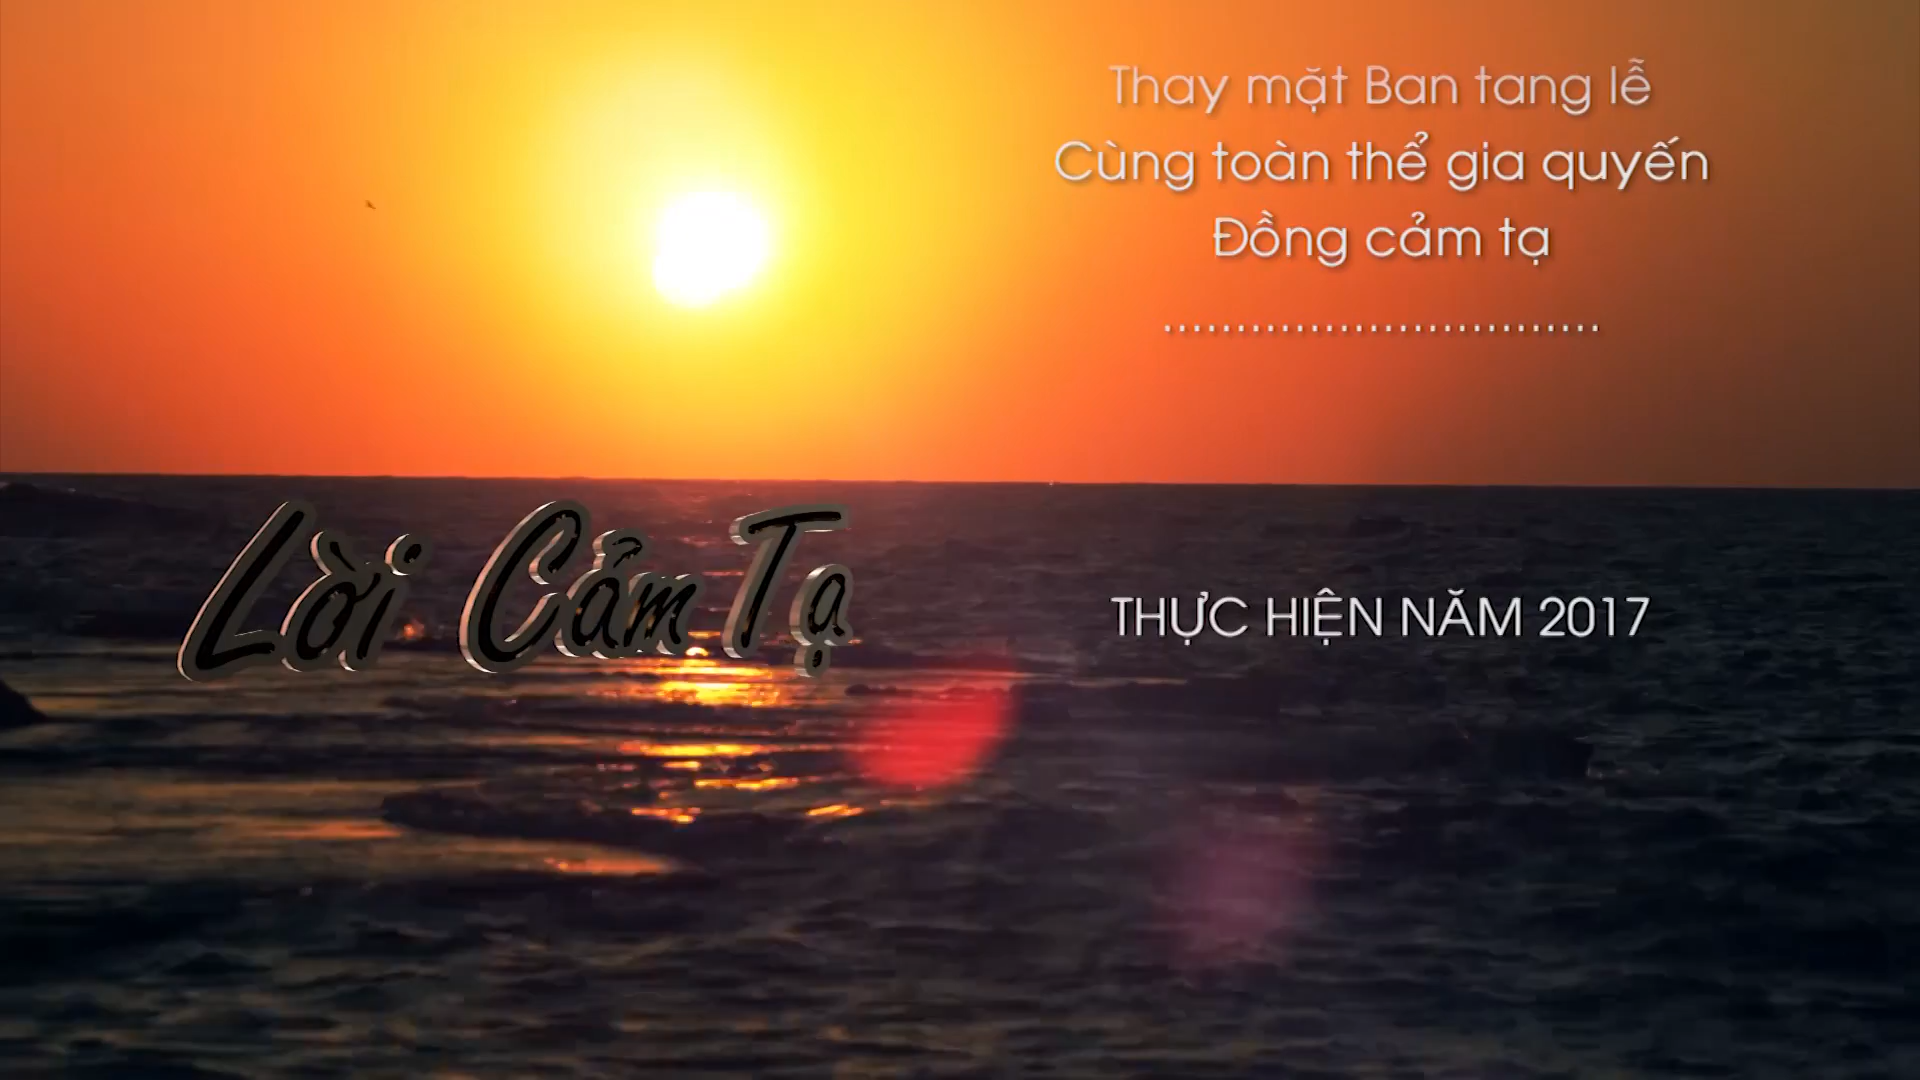 Thay mặt Ban tang lễ
Cùng toàn thể gia quyến
Đồng cảm tạ
..............................
Lời Cảm Tạ
THỰC HIỆN NĂM 2017